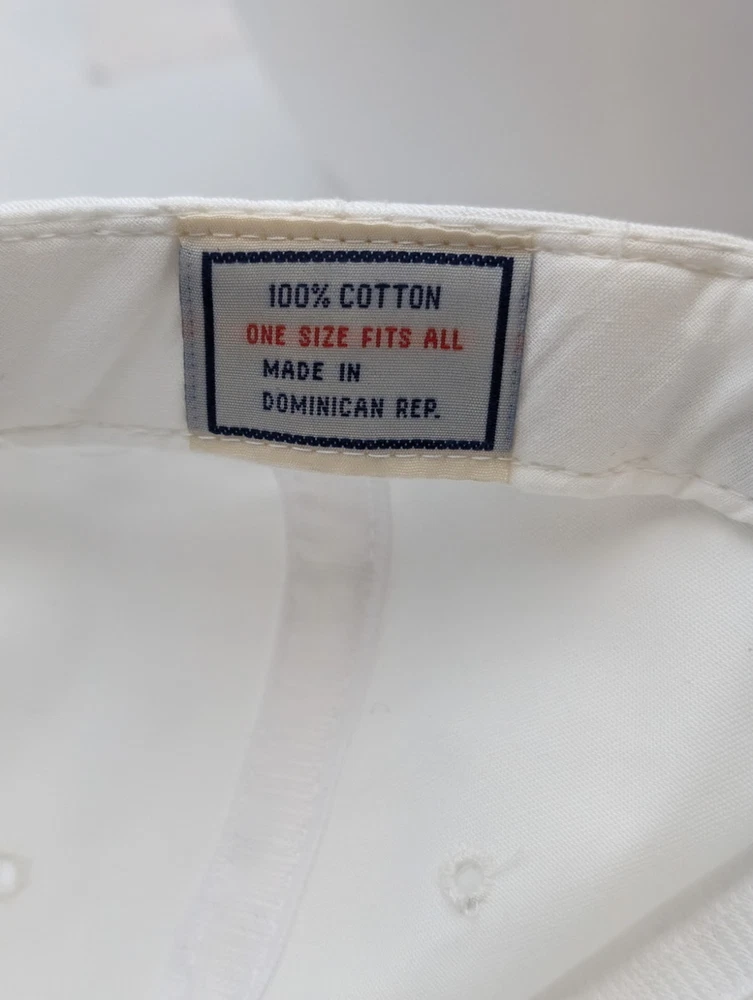 100% COTTON
ONE SIZE FITS ALL
MADE IN
DOMINICAN REP.